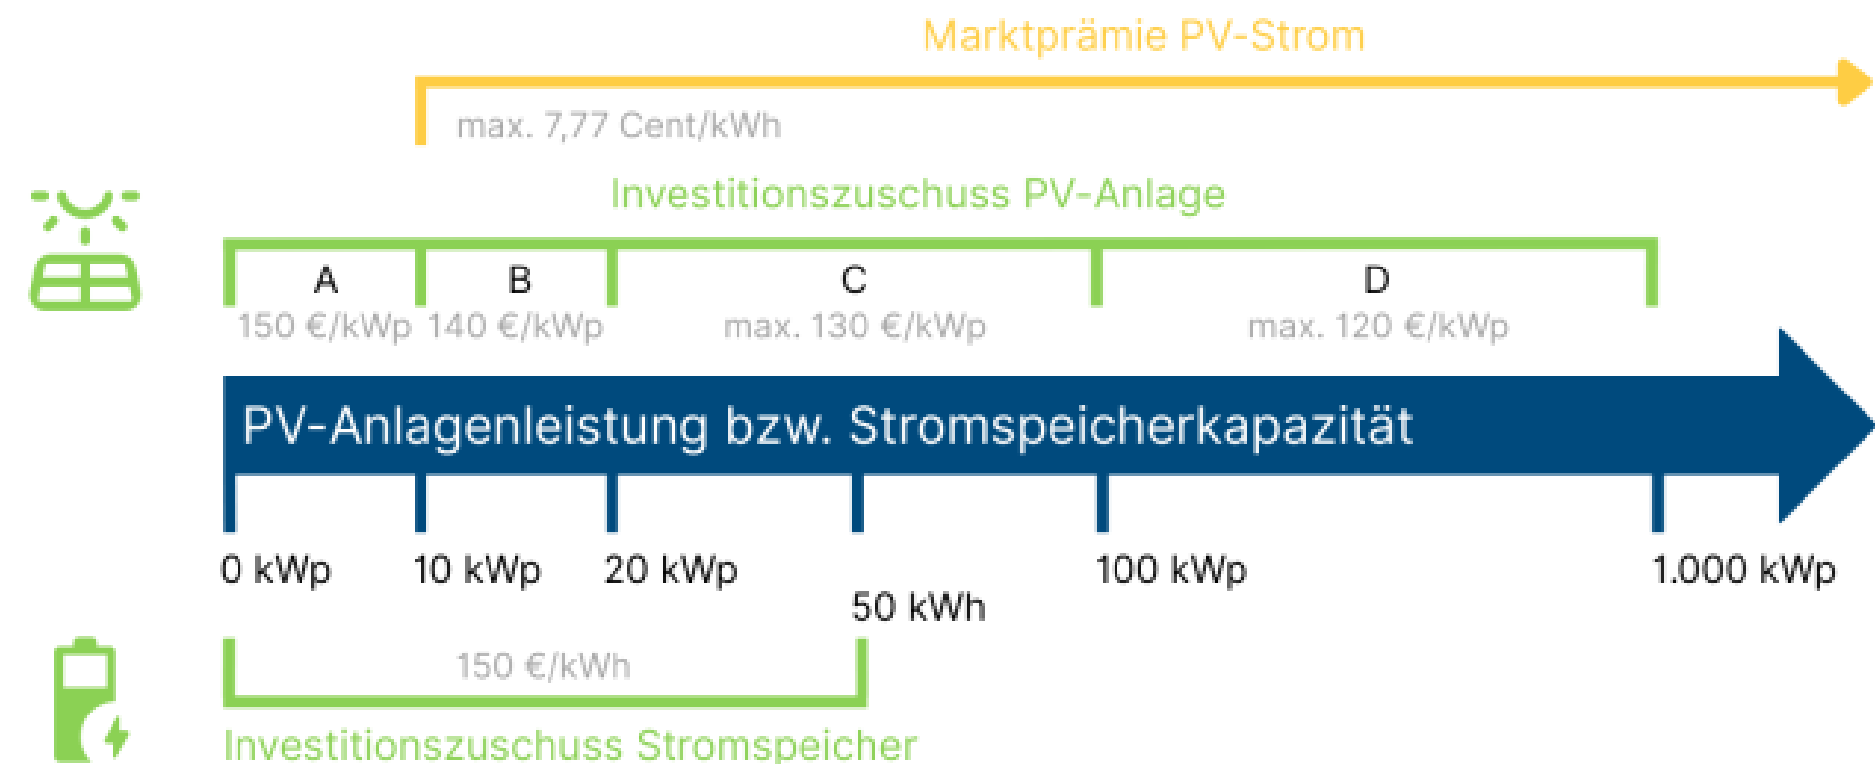 Marktprämie PV-Strom
max. 7,77 Cent/kWh
Investitionszuschuss PV-Anlage
A B C D
150 €/kWp 140 €/kWp max. 130 €/kWp max. 120 €/kWp
PV-Anlagenleistung bzw. Stromspeicherkapazität
0 kWp 10 kWp 20 kWp 100 kWp 1.000 kWp
50 kWh
150 €/kWh
Investitionszuschuss Stromspeicher